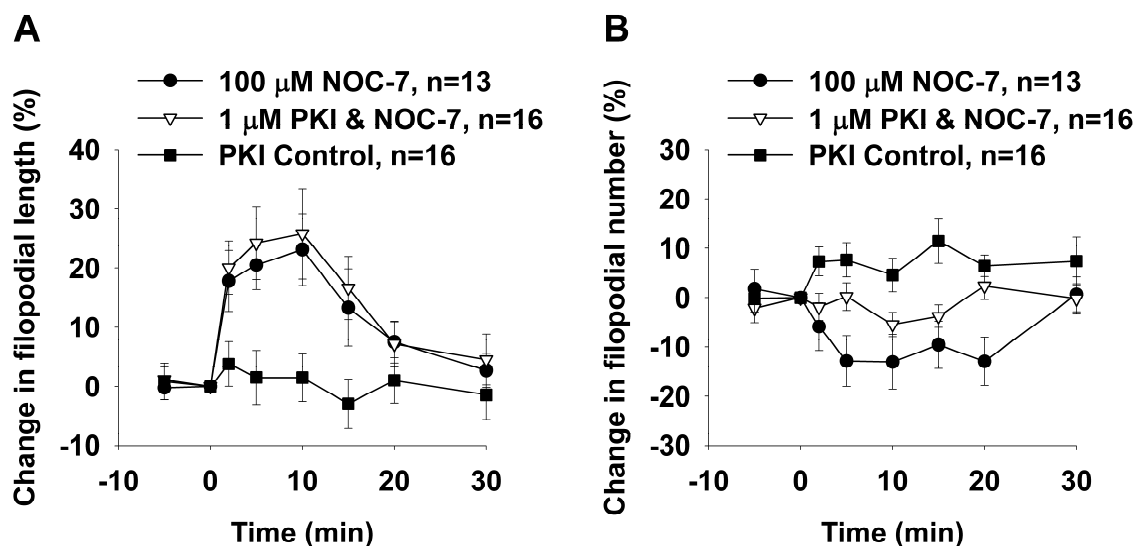 A
100 μM NOC-7, n=13
1 μM PKI & NOC-7, n=16
PKI Control, n=16
Change in filopodial length (%)
40
30
20
10
0
-10
-10 0 10 20 30
Time (min)
B
100 μM NOC-7, n=13
1 μM PKI & NOC-7, n=16
PKI Control, n=16
Change in filopodial number (%)
30
20
10
0
-10
-20
-30
-10 0 10 20 30
Time (min)